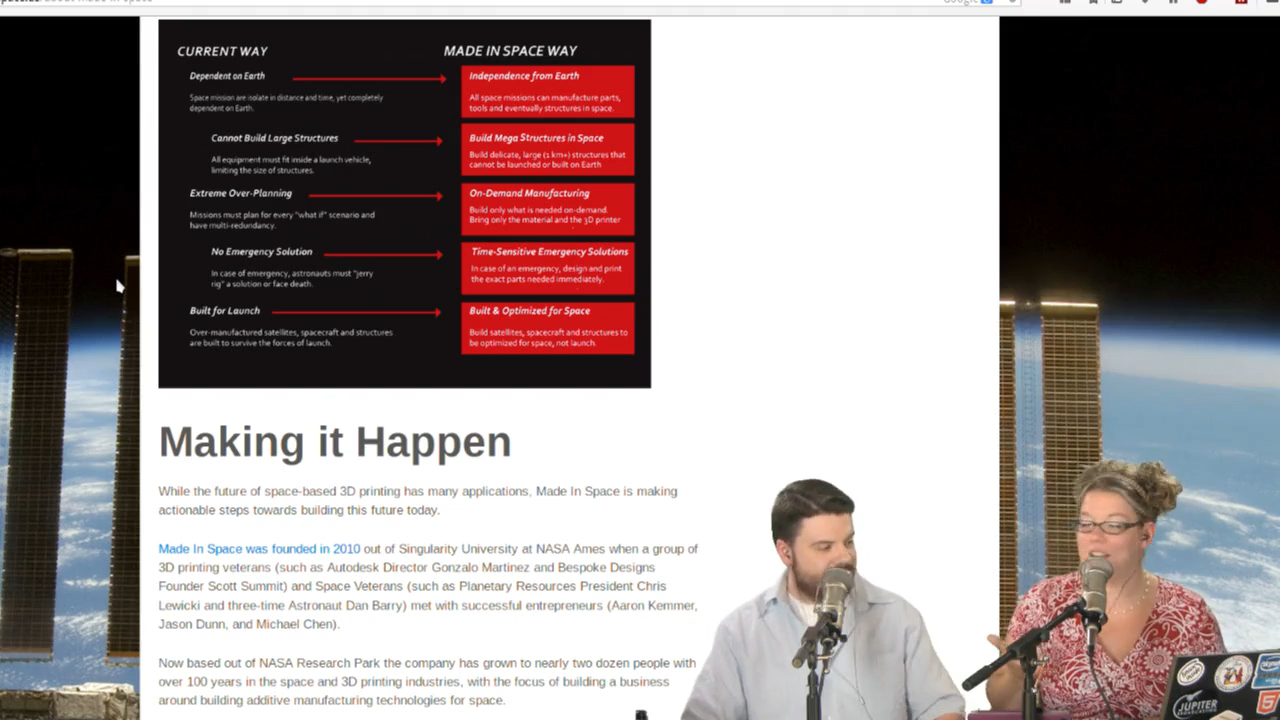 Google
CURRENT WAY
MADE IN SPACE WAY
Dependent on Earth
Independence from Earth
Space mission are isolate in distance and time, yet completely
dependent on Earth.
All space missions can manufacture parts,
tools and eventually structures in space.
Cannot Build Large Structures
Build Mega Structures in Space
All equipment must fit inside a launch vehicle,
limiting the size of structures.
Build delicate, large (1 km+) structures that
cannot be launched or built on Earth
Extreme Over-Planning
On-Demand Manufacturing
Missions must plan for every "what if" scenario and
have multi-redundancy.
Build only what is needed on-demand.
Bring only the material and the 3D printer
No Emergency Solution
Time-Sensitive Emergency Solutions
In case of emergency, astronauts must "jerry
rig" a solution or face death.
In case of an emergency, design and print
the exact parts needed immediately.
Built for Launch
Built & Optimized for Space
Over-manufactured satellites, spacecraft and structures
are built to survive the forces of launch.
Build satellites, spacecraft and structures to
be optimized for space, not launch.
Making it Happen
While the future of space-based 3D printing has many applications, Made In Space is making
actionable steps towards building this future today.
Made In Space was founded in 2010 out of Singularity University at NASA Ames when a group of
3D printing veterans (such as Autodesk Director Gonzalo Martinez and Bespoke Designs
Founder Scott Summit) and Space Veterans (such as Planetary Resources President Chris
Lewicki and three-time Astronaut Dan Barry) met with successful entrepreneurs (Aaron Kemmer,
Jason Dunn, and Michael Chen).
Now based out of NASA Research Park the company has grown to nearly two dozen people with
over 100 years in the space and 3D printing industries, with the focus of building a business
around building additive manufacturing technologies for space.
JUPITER
BROADCASTING